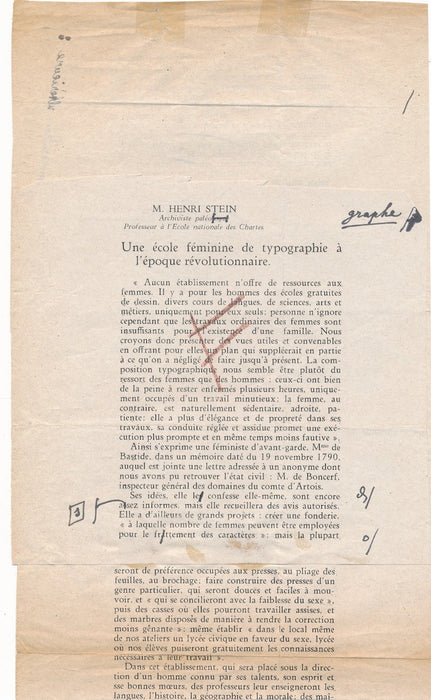 graphe
M. HENRI STEIN
Archiviste
Professeur à l'Ecole nationale des Chartes
Une école féminine de typographie à
l'époque révolutionnaire.
« Aucun établissement n'offre de ressources aux
femmes. Il y a pour les hommes des écoles gratuites
de dessin, divers cours de langues, de sciences, arts et
métiers, uniquement pour eux seuls: personne n'ignore
cependant que les travaux ordinaires des femmes sont
insuffisants pour l'existence d'une famille. Nous
croyons donc présenter des vues utiles et convenables
en offrant pour elles un plan qui suppléerait en partie
à ce qu'on a négligé de faire jusqu'à présent. La com-
position typographique nous semble être plutôt du
ressort des femmes que des hommes : ceux-ci ont bien
de la peine à rester enfermés plusieurs heures, unique-
ment occupés d'un travail minutieux: la femme, au
contraire, est naturellement sédentaire, adroite, pa-
tiente: elle a plus d'élégance et de propreté dans ses
travaux, sa conduite réglée et assidue promet une exé-
cution plus prompte et en même temps moins fautive ».
Ainsi s'exprime une féministe d'avant-garde, Mme de
Bastide, dans un mémoire daté du 19 novembre 1790,
auquel est jointe une lettre adressée à un anonyme dont
nous avons pu retrouver l'état civil : M. de Boncerf,
inspecteur général des domaines du comte d'Artois.
Ses idées, elle le confesse elle-même, sont encore
assez informes, mais elle recueillera des avis autorisés.
Elle a d'ailleurs de grands projets : créer une fonderie,
« à laquelle nombre de femmes peuvent être employées
pour le frottement des caractères »; mais la plupart
seront de préférence occupées aux presses, au pliage des
feuilles, au brochage, faire construire des presses d'un
genre particulier, qui seront douces et faciles à mou-
voir, et « qui se concilieront avec la faiblesse du sexe »,
puis des casses où elles pourront travailler assises, et
des marbres disposés de manière à rendre la correction
moins gênante »; même établir « dans le local même
de nos ateliers un lycée civique en faveur du sexe, lycée
où nos élèves puiseront gratuitement les connaissances
nécessaires à leur travail ».
Dans cet établissement, qui sera placé sous la direc-
tion d'un homme connu par ses talents, son esprit et
sse bonnes mœurs, des professeurs leur enseigneront les
langues, l'histoire, la géographie et la morale; des maî-